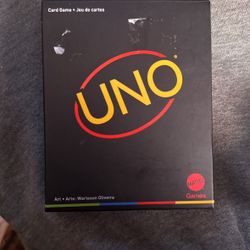 Card Game • Jeu de cartes
UNO
Art • Arte: Warleson Oliveira
MATTEL
Games